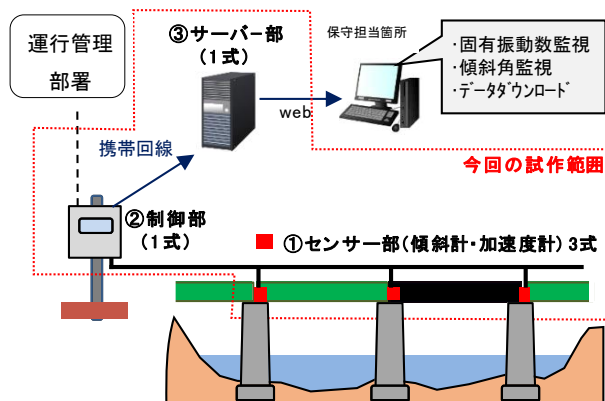 運行管理
部署
③サーバー部
(1式)
保守担当箇所
・固有振動数監視
・傾斜角監視
・データダウンロード
web
携帯回線
今回の試作範囲
②制御部
(1式)
①センサー部(傾斜計・加速度計) 3式